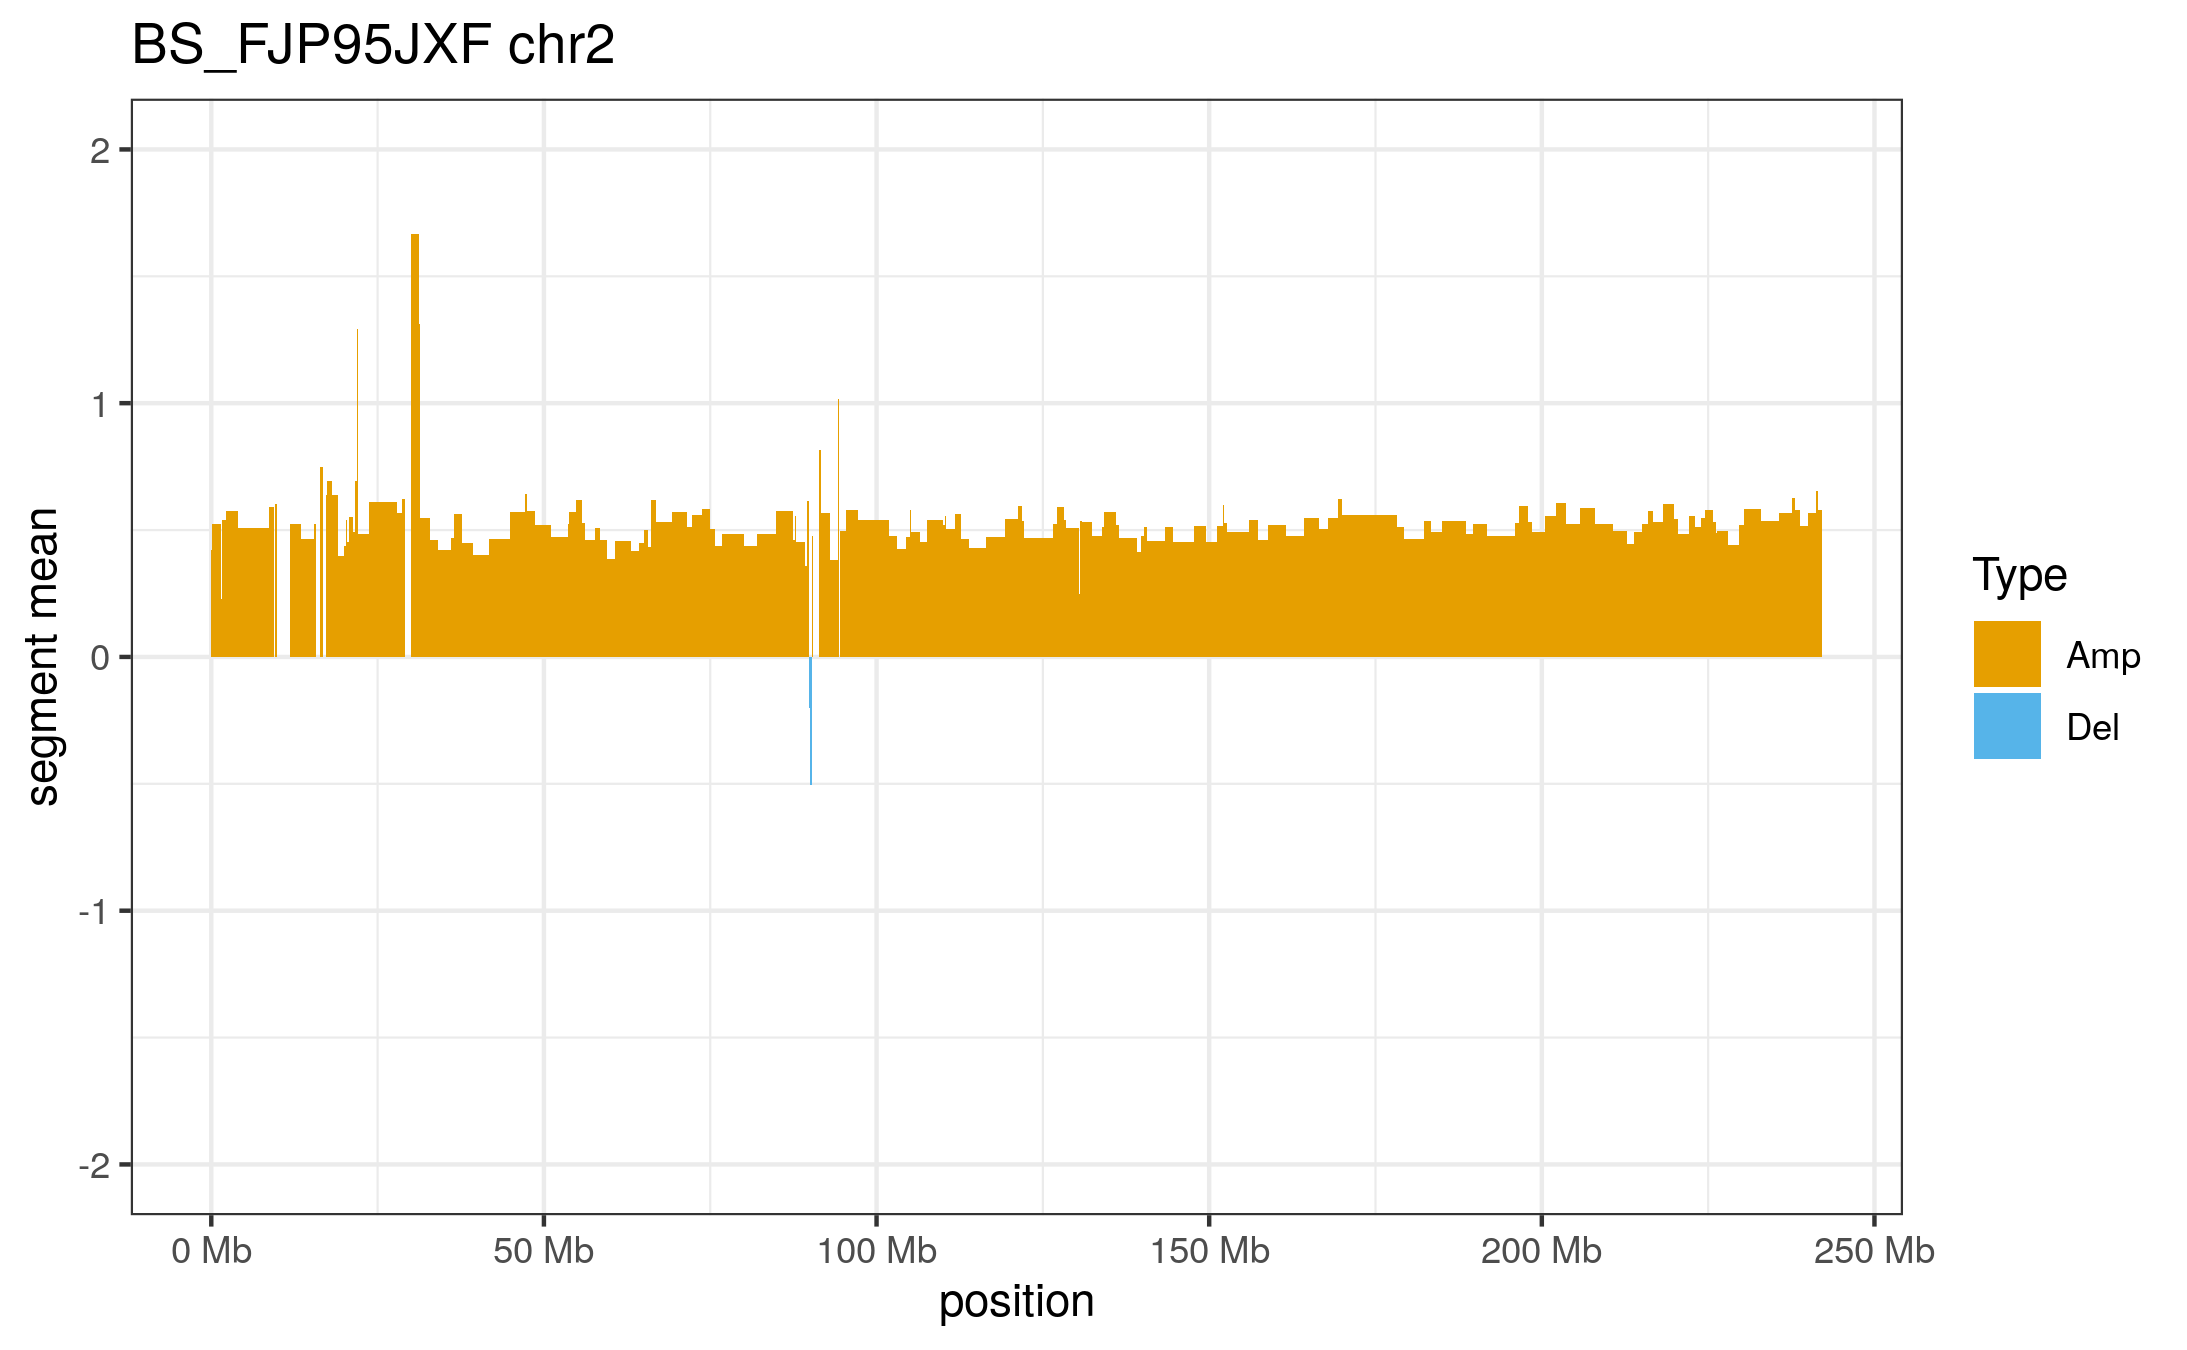 BS_FJP95JXF chr2
2
1
0
-1
-2
segment mean
0 Mb
50 Mb
100 Mb
150 Mb
200 Mb
250 Mb
position
Type
Amp
Del